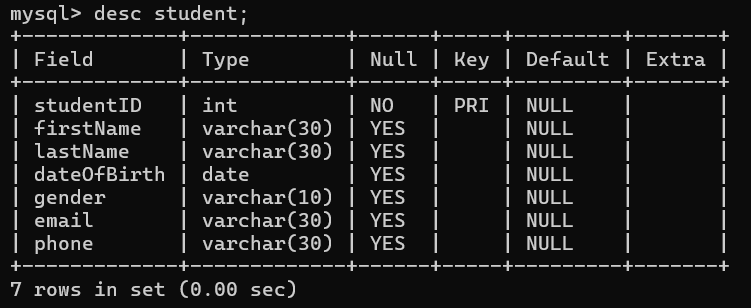 mysql> desc student;
+-------------+-------------+------+-----+---------+-------+
| Field       | Type        | Null | Key | Default | Extra |
+-------------+-------------+------+-----+---------+-------+
| studentID   | int         | NO   | PRI | NULL    |       |
| firstName   | varchar(30) | YES  |     | NULL    |       |
| lastName    | varchar(30) | YES  |     | NULL    |       |
| dateOfBirth | date        | YES  |     | NULL    |       |
| gender      | varchar(10) | YES  |     | NULL    |       |
| email       | varchar(30) | YES  |     | NULL    |       |
| phone       | varchar(30) | YES  |     | NULL    |       |
+-------------+-------------+------+-----+---------+-------+
7 rows in set (0.00 sec)